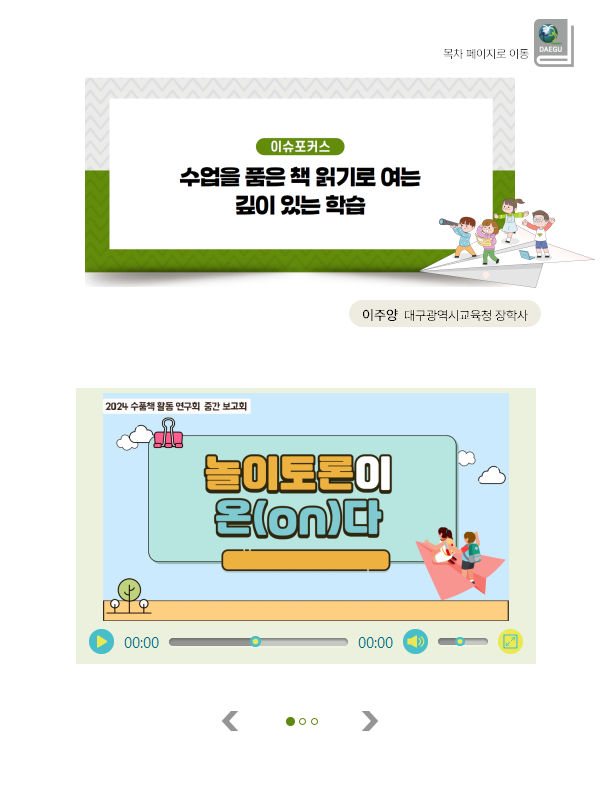 목차 페이지로 이동
DAEGU
이슈포커스
수업을 품은 책 읽기로 여는
깊이 있는 학습
이주양 대구광역시교육청 장학사
2024 수품책 활동 연구회 중간 보고회
놀이토론이
온(on)다
00:00 00:00